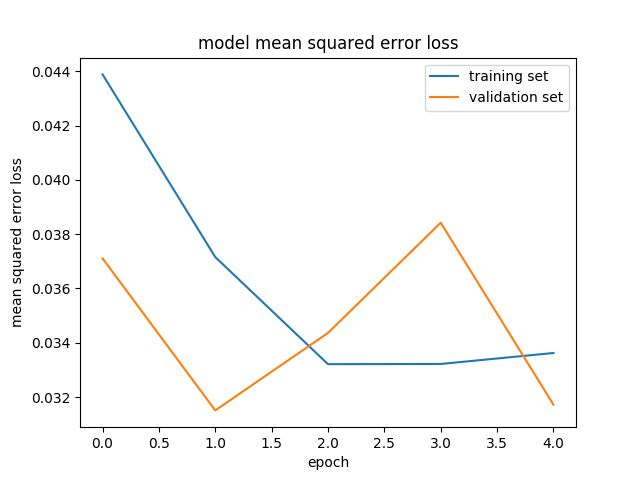 model mean squared error loss
training set
validation set
mean squared error loss
0.044
0.042
0.040
0.038
0.036
0.034
0.032
0.0 0.5 1.0 1.5 2.0 2.5 3.0 3.5 4.0
epoch